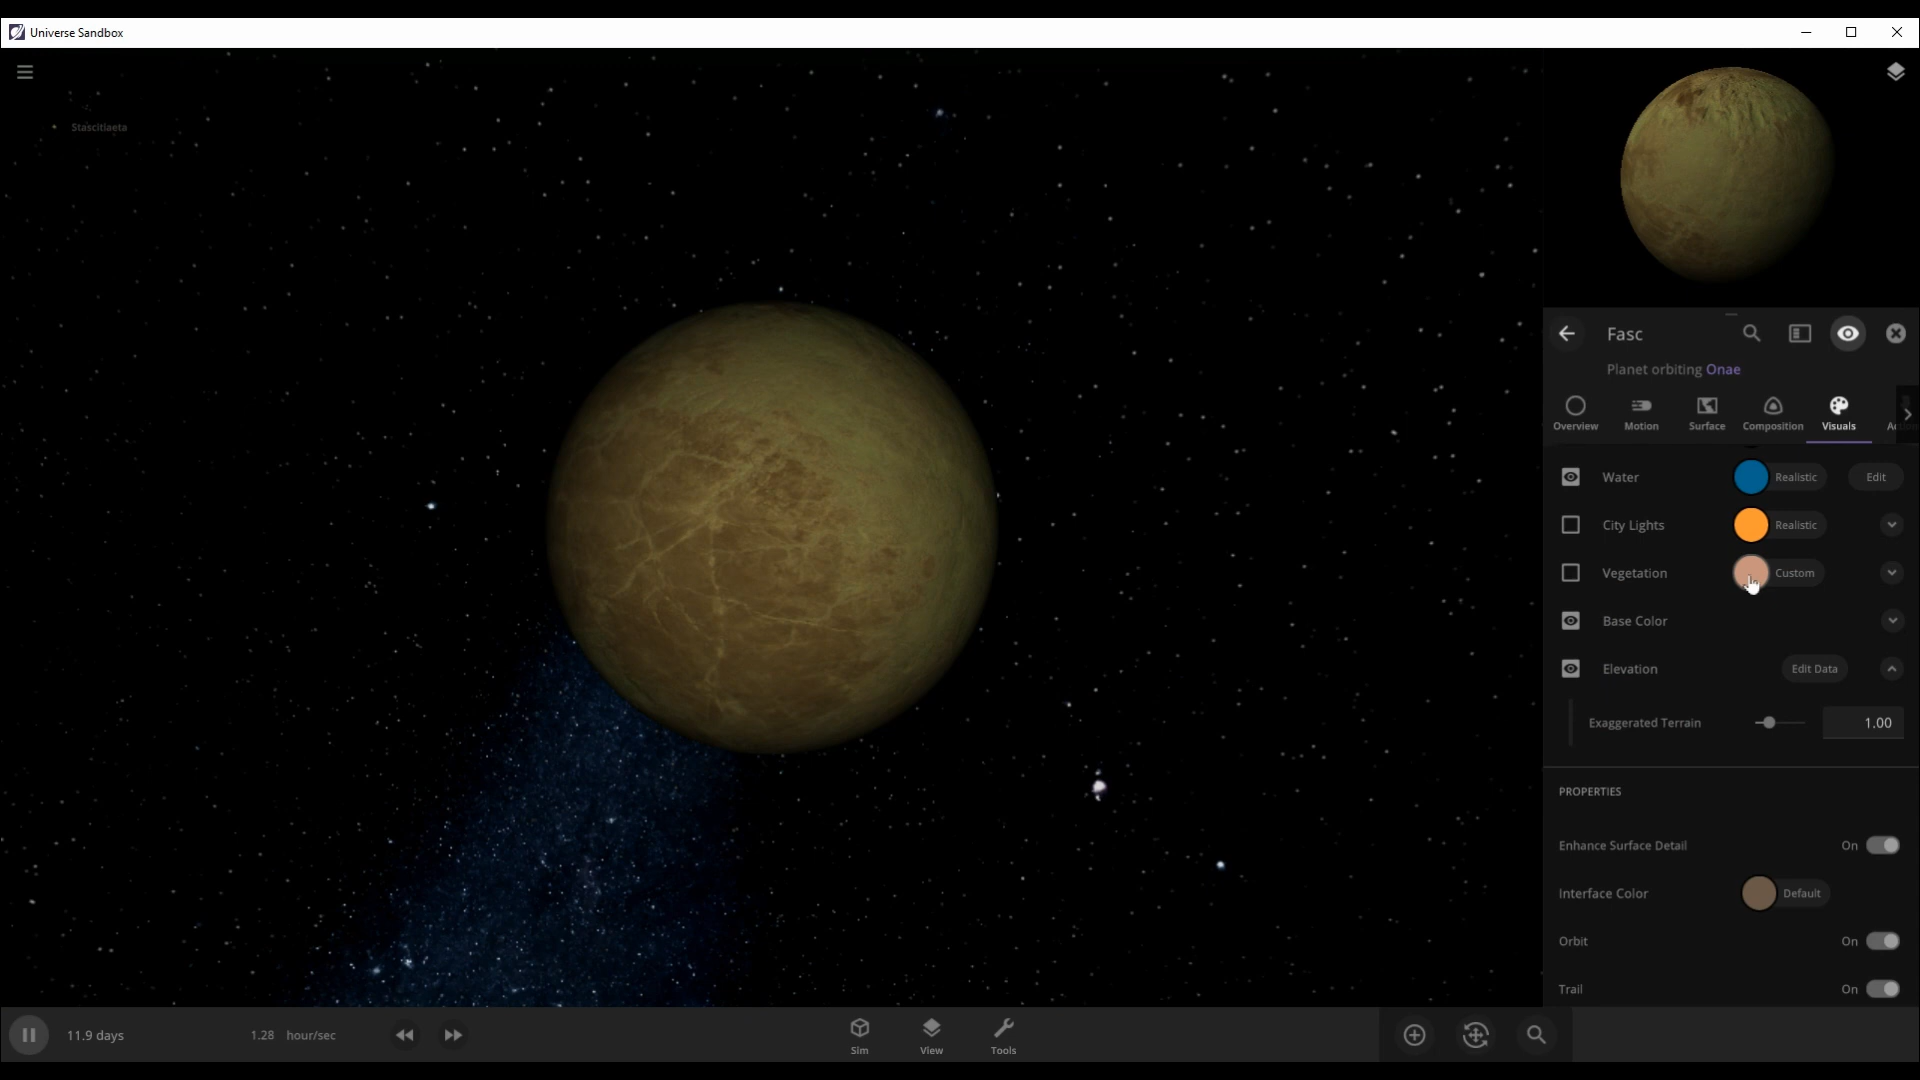 Universe Sandbox
Stascitiaeta
Fasc
Planet orbiting Onae
Overview Motion Surface Composition Visuals
Water Realistic Edit
City Lights Realistic
Vegetation Custom
Base Color
Elevation Edit Data
Exaggerated Terrain 1.00
PROPERTIES
Enhance Surface Detail On
Interface Color Default
Orbit On
Trail On
11.9 days 1.28 hour/sec
Sim View Tools